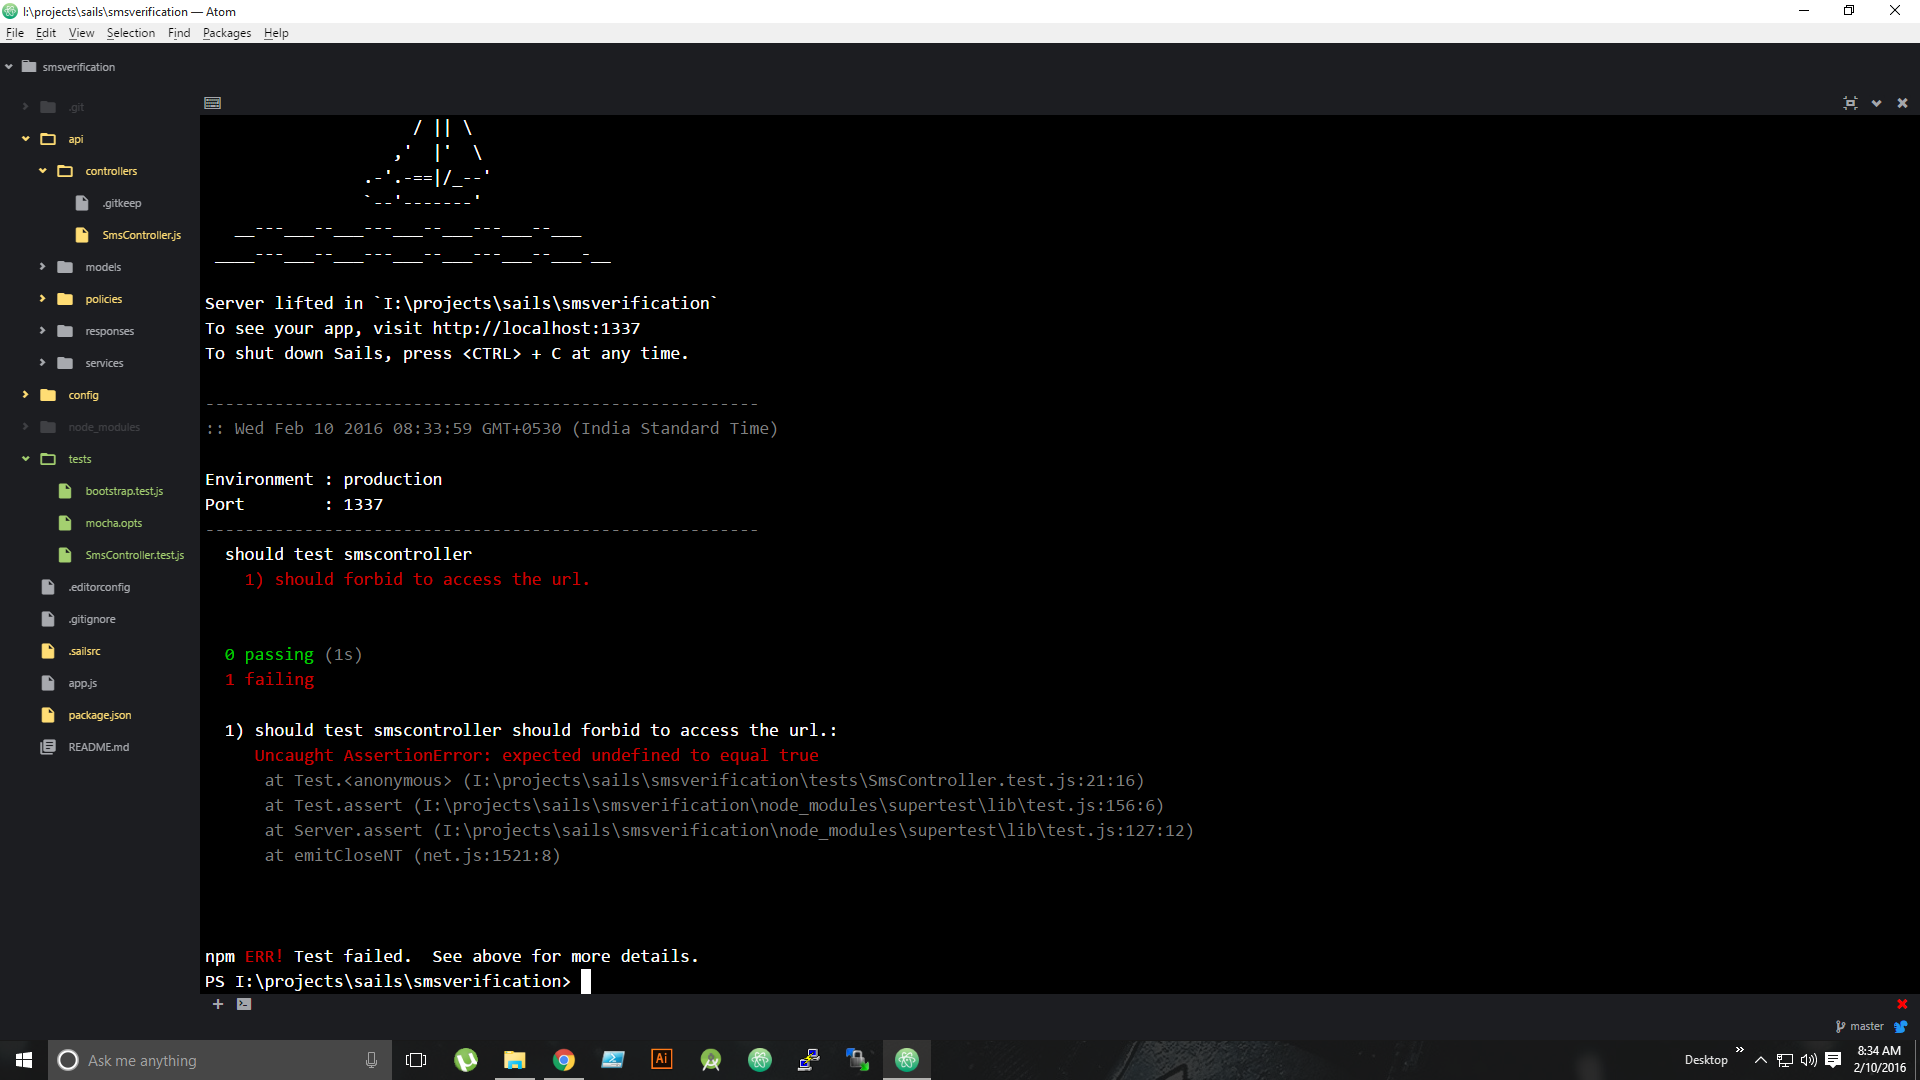 I:\projects\sails\smsverification — Atom
File Edit View Selection Find Packages Help
smsverification
.git
api
controllers
.gitkeep
SmsController.js
models
policies
responses
services
config
node_modules
tests
bootstrap.test.js
mocha.opts
SmsController.test.js
.editorconfig
.gitignore
.sailsrc
app.js
package.json
README.md
/ || \
,'  |'  \
.-'.-==|/_--'
`--'-------'
__---___--___---___--___---___--___
____---___--___---___--___---___--___-__
Server lifted in `I:\projects\sails\smsverification`
To see your app, visit http://localhost:1337
To shut down Sails, press <CTRL> + C at any time.
--------------------------------------------------------
:: Wed Feb 10 2016 08:33:59 GMT+0530 (India Standard Time)
Environment : production
Port        : 1337
--------------------------------------------------------
should test smscontroller
1) should forbid to access the url.
0 passing (1s)
1 failing
1) should test smscontroller should forbid to access the url.:
Uncaught AssertionError: expected undefined to equal true
at Test.<anonymous> (I:\projects\sails\smsverification\tests\SmsController.test.js:21:16)
at Test.assert (I:\projects\sails\smsverification\node_modules\supertest\lib\test.js:156:6)
at Server.assert (I:\projects\sails\smsverification\node_modules\supertest\lib\test.js:127:12)
at emitCloseNT (net.js:1521:8)
npm ERR! Test failed.  See above for more details.
PS I:\projects\sails\smsverification>
master
Ask me anything
Ai
Desktop
8:34 AM
2/10/2016